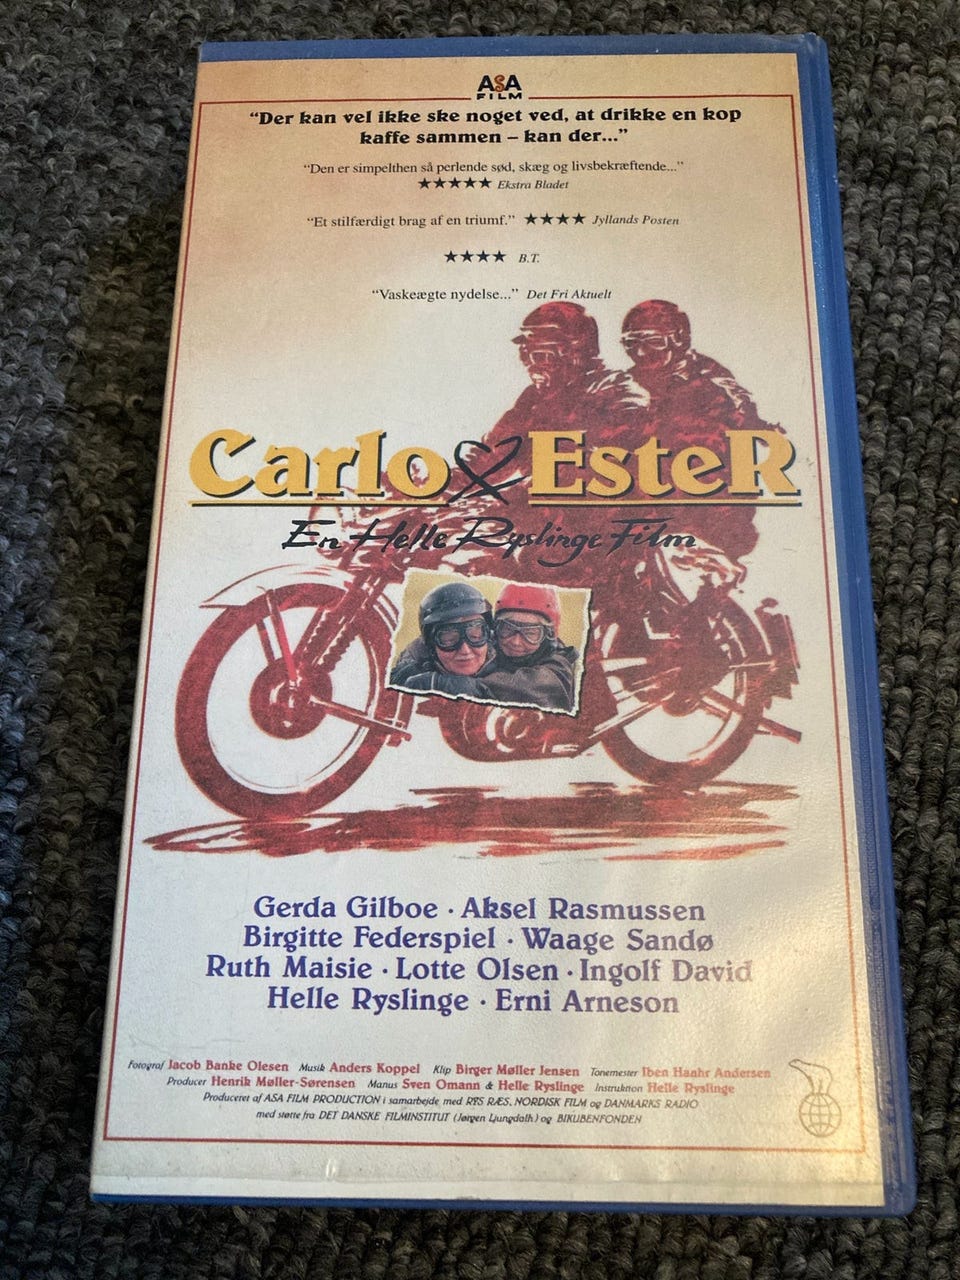 ASA
FILM
"Der kan vel ikke ske noget ved, at drikke en kop
kaffe sammen – kan der..."
"Den er simpelthen så perlende sød, skæg og livsbekræftende..."
★★★★★ Ekstra Bladet
"Et stilfærdigt brag af en triumf." ★★★★ Jyllands Posten
★★★★ B.T.
"Vaskeægte nydelse..." Det Fri Aktuelt
Carlo & Ester
En Helle Ryslinge Film
Gerda Gilboe · Aksel Rasmussen
Birgitte Federspiel · Waage Sandø
Ruth Maisie · Lotte Olsen · Ingolf David
Helle Ryslinge · Erni Arneson
Fotograf Jacob Banke Olesen Musik Anders Koppel Klip Birger Møller Jensen Tonemester Iben Haahr Andersen
Producer Henrik Møller-Sørensen Manus Sven Omann & Helle Ryslinge Instruktion Helle Ryslinge
Produceret af ASA FILM PRODUCTION i samarbejde med RÆS RÆS, NORDISK FILM og DANMARKS RADIO
med støtte fra DET DANSKE FILMINSTITUT (Jørgen Ljungdalh) og BIKUBENFONDEN